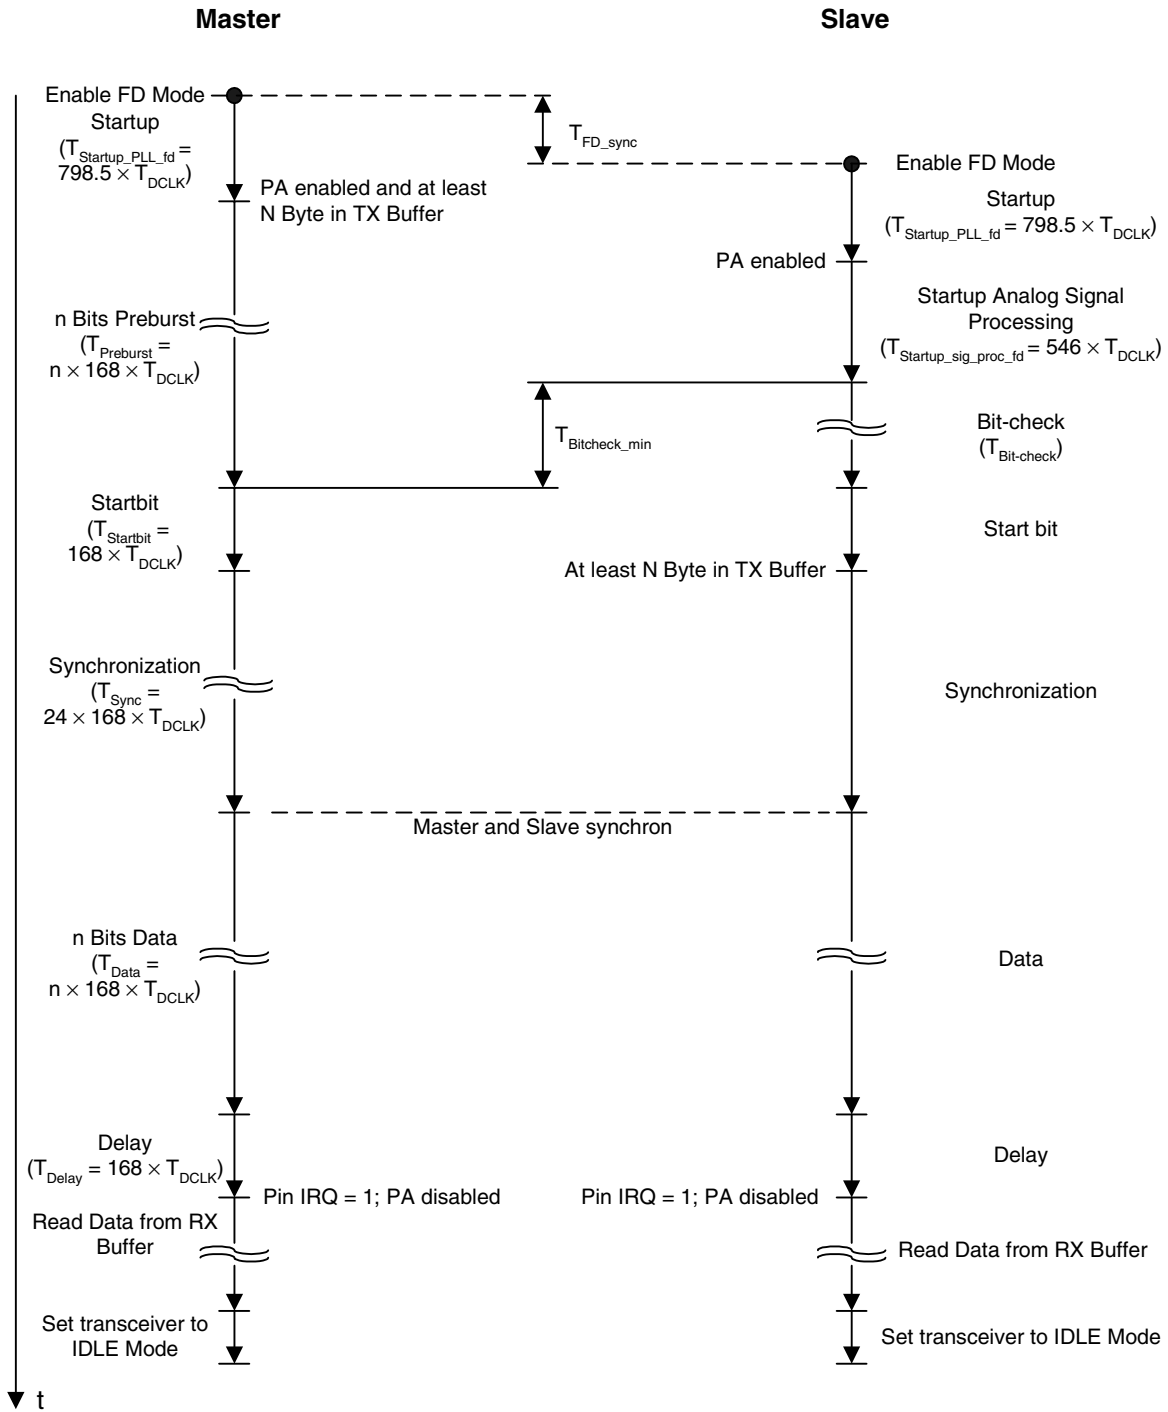 Master
Slave
Enable FD Mode
Startup
(T_Startup_PLL_fd =
798.5 × T_DCLK)
T_FD_sync
Enable FD Mode
PA enabled and at least
N Byte in TX Buffer
Startup
(T_Startup_PLL_fd = 798.5 × T_DCLK)
PA enabled
n Bits Preburst
(T_Preburst =
n × 168 × T_DCLK)
Startup Analog Signal
Processing
(T_Startup_sig_proc_fd = 546 × T_DCLK)
T_Bitcheck_min
Bit-check
(T_Bit-check)
Startbit
(T_Startbit =
168 × T_DCLK)
Start bit
At least N Byte in TX Buffer
Synchronization
(T_Sync =
24 × 168 × T_DCLK)
Synchronization
Master and Slave synchron
n Bits Data
(T_Data =
n × 168 × T_DCLK)
Data
Delay
(T_Delay = 168 × T_DCLK)
Delay
Pin IRQ = 1; PA disabled
Pin IRQ = 1; PA disabled
Read Data from RX
Buffer
Read Data from RX Buffer
Set transceiver to
IDLE Mode
Set transceiver to IDLE Mode
t